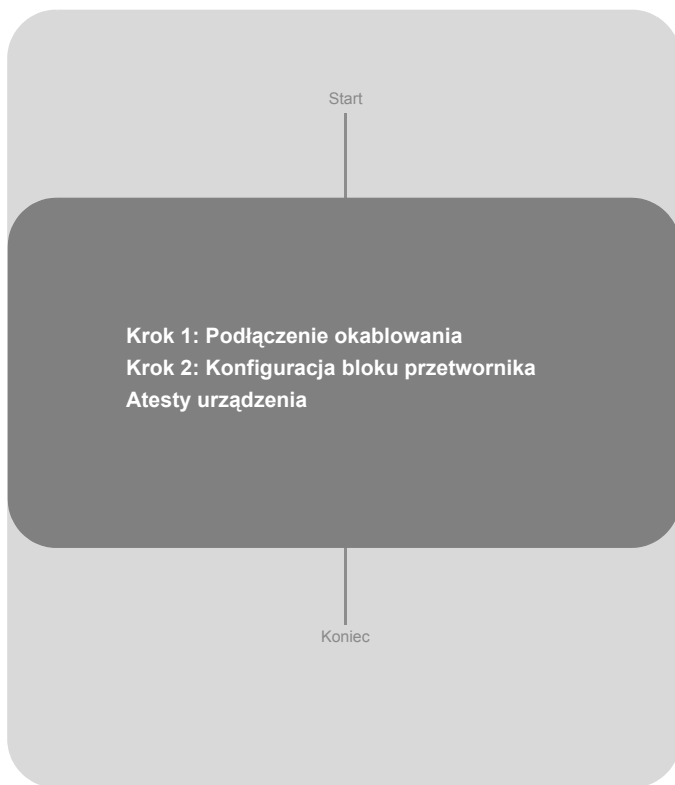 Start
Krok 1: Podłączenie okablowania
Krok 2: Konfiguracja bloku przetwornika
Atesty urządzenia
Koniec